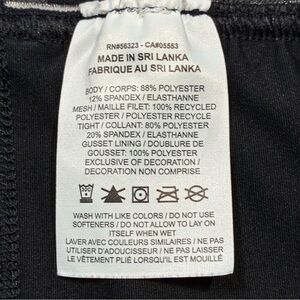 RN#56323 - CA#05553
MADE IN SRI LANKA
FABRIQUE AU SRI LANKA
BODY / CORPS: 88% POLYESTER
12% SPANDEX / ELASTHANNE
MESH / MAILLE FILET: 100% RECYCLED
POLYESTER / POLYESTER RECYCLE
TIGHT / COLLANT: 80% POLYESTER
20% SPANDEX / ELASTHANNE
GUSSET LINING / DOUBLURE DE
GOUSSET: 100% POLYESTER
EXCLUSIVE OF DECORATION /
DECORATION NON COMPRISE
WASH WITH LIKE COLORS / DO NOT USE
SOFTENERS / DO NOT ALLOW TO LAY ON
ITSELF WHEN WET
LAVER AVEC COULEURS SIMILAIRES / NE PAS
UTILISER D'ADOUCISSEUR / NE PAS LAISSER
LE VÊTEMENT PLIÉ LORSQU'IL EST MOUILLÉ